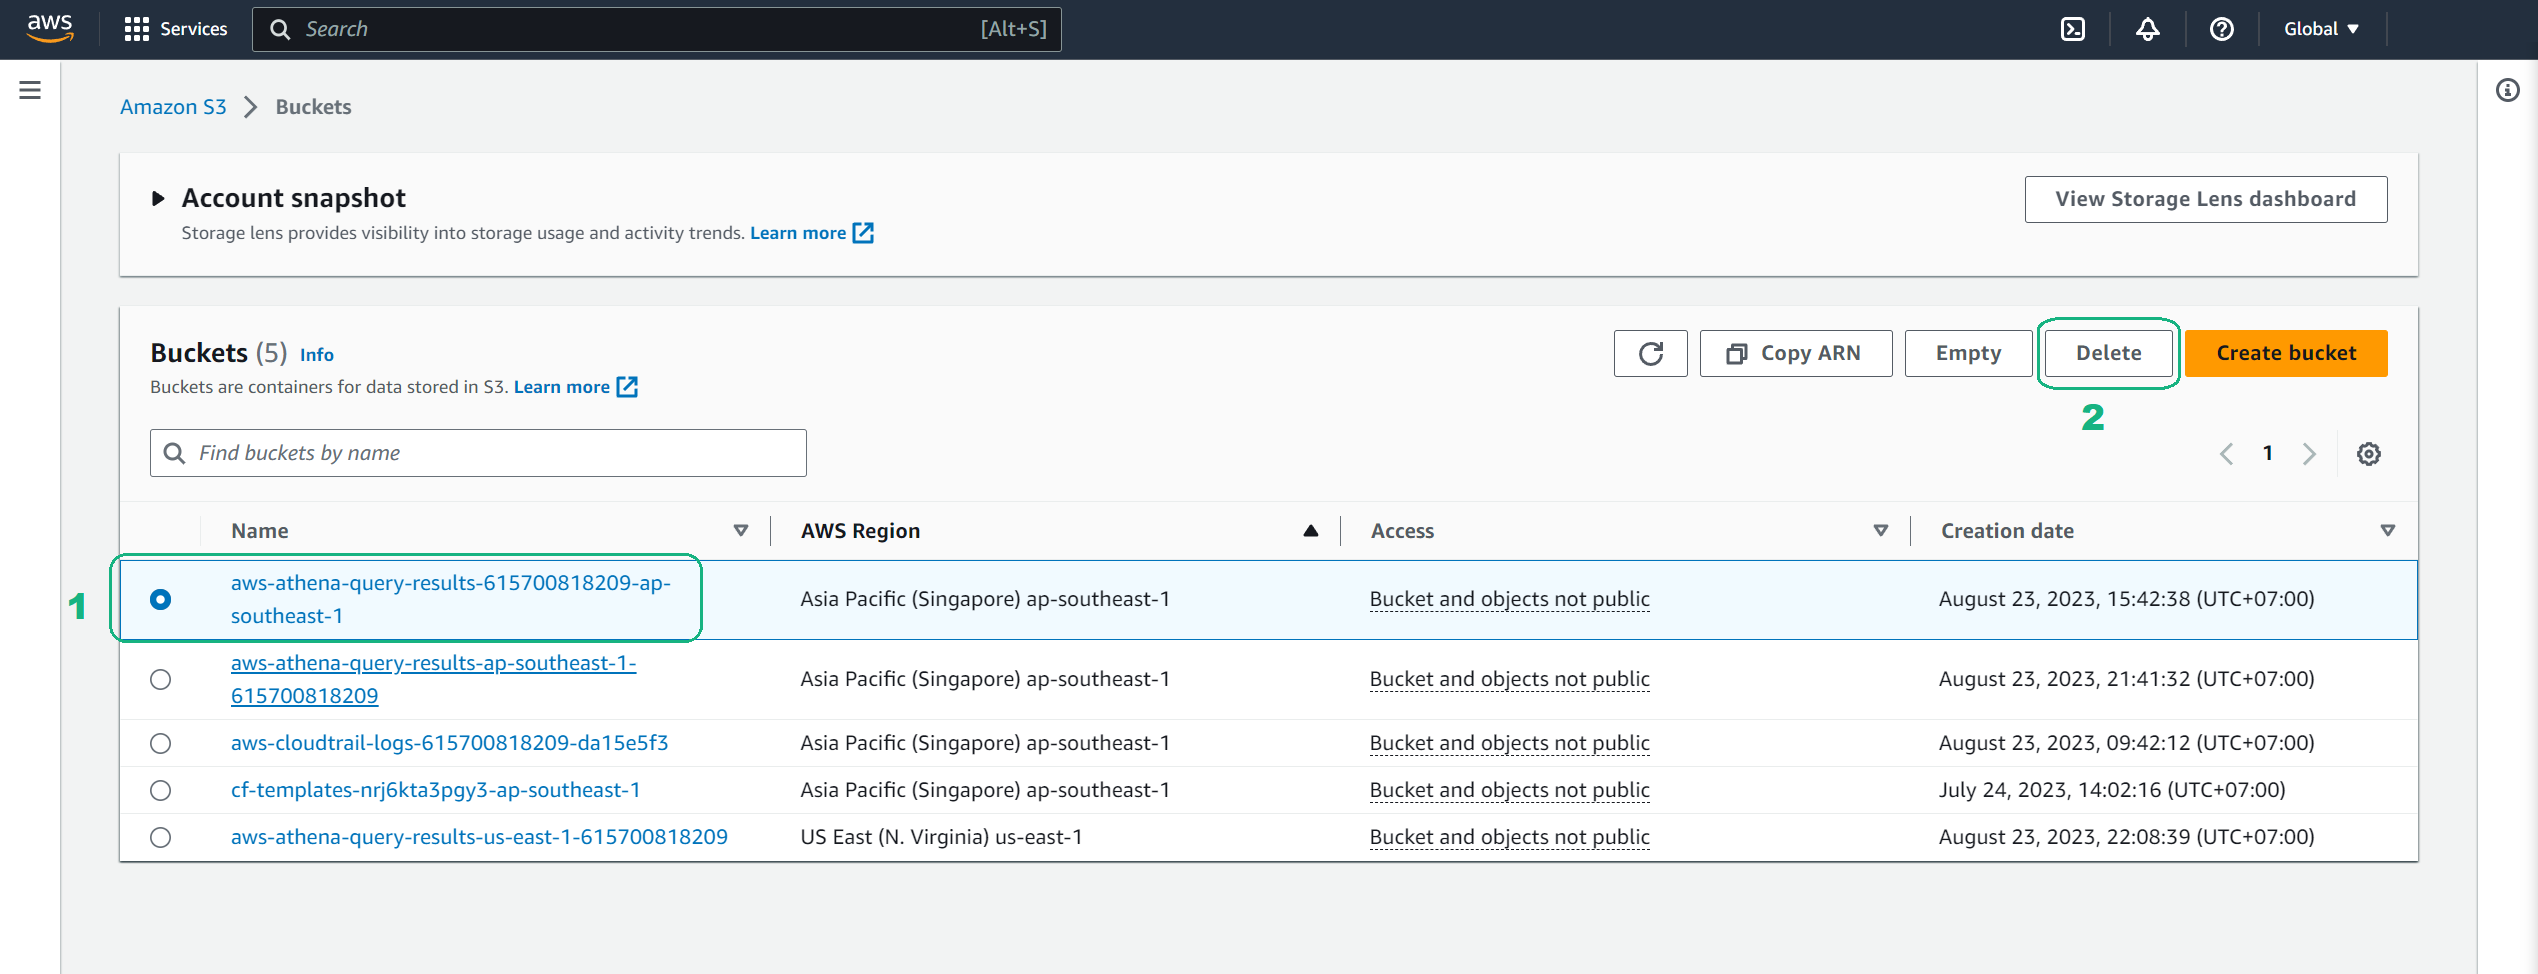 aws
Services
Search
[Alt+S]
Global
Amazon S3
Buckets
Account snapshot
Storage lens provides visibility into storage usage and activity trends. Learn more
View Storage Lens dashboard
Buckets (5) Info
Buckets are containers for data stored in S3. Learn more
Copy ARN
Empty
Delete
Create bucket
2
Find buckets by name
1
Name
AWS Region
Access
Creation date
1
aws-athena-query-results-615700818209-ap-
southeast-1
Asia Pacific (Singapore) ap-southeast-1
Bucket and objects not public
August 23, 2023, 15:42:38 (UTC+07:00)
aws-athena-query-results-ap-southeast-1-
615700818209
Asia Pacific (Singapore) ap-southeast-1
Bucket and objects not public
August 23, 2023, 21:41:32 (UTC+07:00)
aws-cloudtrail-logs-615700818209-da15e5f3
Asia Pacific (Singapore) ap-southeast-1
Bucket and objects not public
August 23, 2023, 09:42:12 (UTC+07:00)
cf-templates-nrj6kta3pgy3-ap-southeast-1
Asia Pacific (Singapore) ap-southeast-1
Bucket and objects not public
July 24, 2023, 14:02:16 (UTC+07:00)
aws-athena-query-results-us-east-1-615700818209
US East (N. Virginia) us-east-1
Bucket and objects not public
August 23, 2023, 22:08:39 (UTC+07:00)